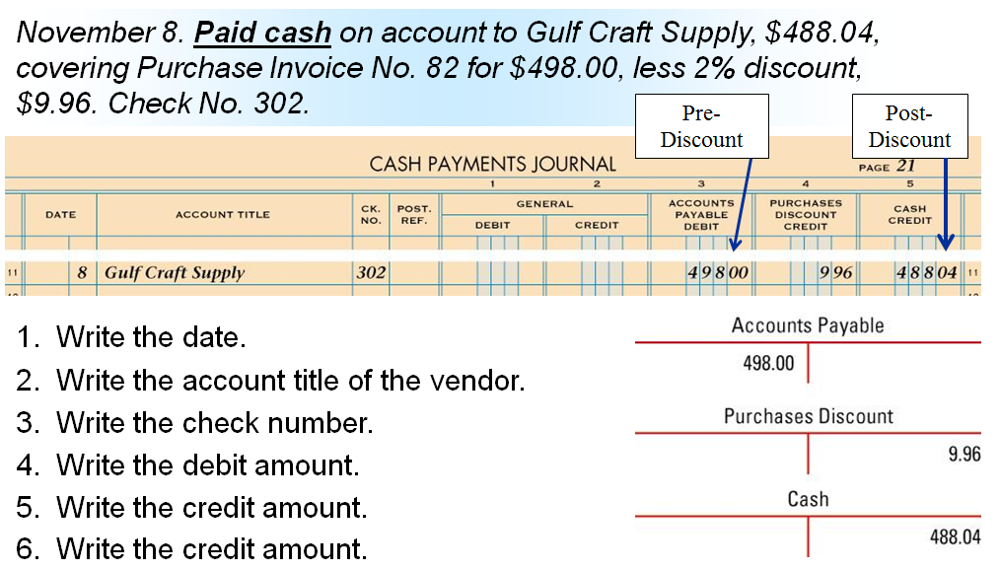 November 8. Paid cash on account to Gulf Craft Supply, $488.04,
covering Purchase Invoice No. 82 for $498.00, less 2% discount,
$9.96. Check No. 302.
Pre-
Discount
Post-
Discount
CASH PAYMENTS JOURNAL
PAGE 21
1 2 3 4 5
DATE
ACCOUNT TITLE
CK.
NO.
POST.
REF.
GENERAL
DEBIT
CREDIT
ACCOUNTS
PAYABLE
DEBIT
PURCHASES
DISCOUNT
CREDIT
CASH
CREDIT
11 8 Gulf Craft Supply 302 498 00 9 96 488 04 11
1. Write the date.
2. Write the account title of the vendor.
3. Write the check number.
4. Write the debit amount.
5. Write the credit amount.
6. Write the credit amount.
Accounts Payable
498.00
Purchases Discount
9.96
Cash
488.04